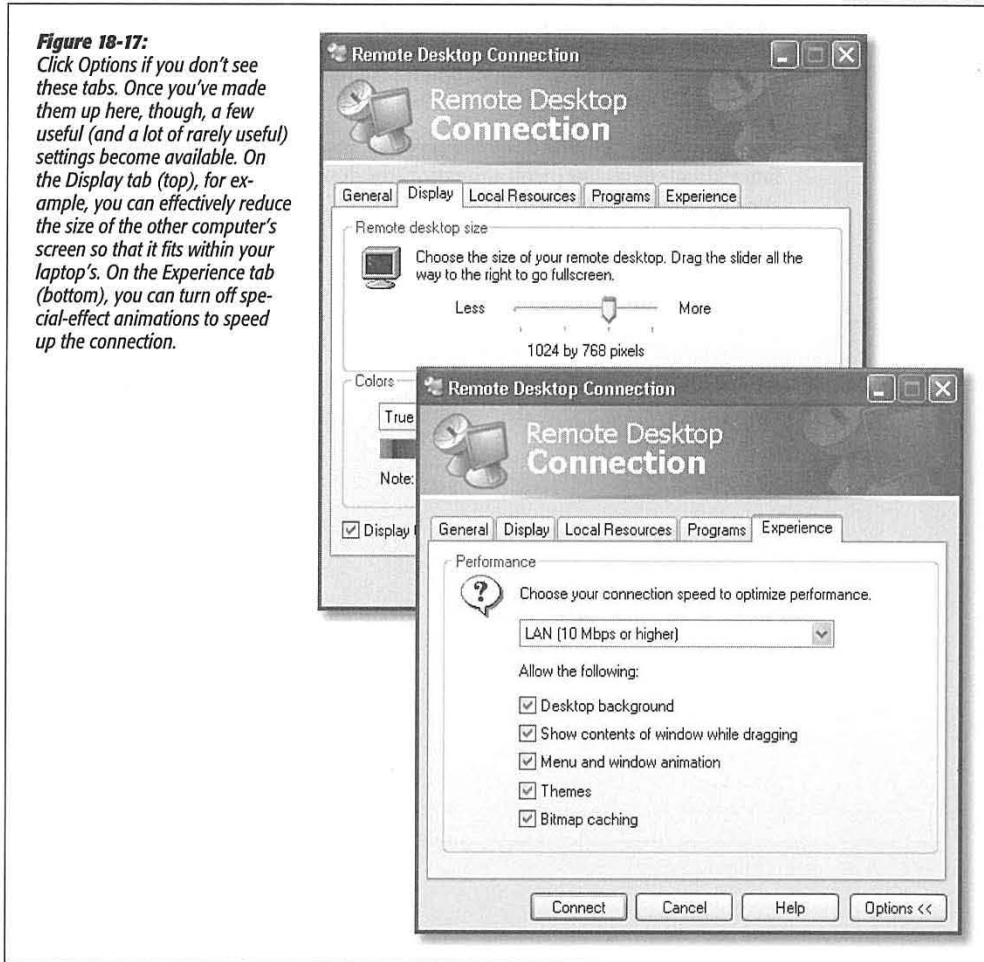 Figure 18-17:
Click Options if you don't see
these tabs. Once you've made
them up here, though, a few
useful (and a lot of rarely useful)
settings become available. On
the Display tab (top), for ex-
ample, you can effectively reduce
the size of the other computer's
screen so that it fits within your
laptop's. On the Experience tab
(bottom), you can turn off spe-
cial-effect animations to speed
up the connection.
Remote Desktop Connection
Remote Desktop
Connection
General Display Local Resources Programs Experience
Remote desktop size
Choose the size of your remote desktop. Drag the slider all the
way to the right to go fullscreen.
Less More
1024 by 768 pixels
Colors
True
Note:
Display
Remote Desktop Connection
Remote Desktop
Connection
General Display Local Resources Programs Experience
Performance
?
Choose your connection speed to optimize performance.
LAN (10 Mbps or higher)
Allow the following:
Desktop background
Show contents of window while dragging
Menu and window animation
Themes
Bitmap caching
Connect Cancel Help Options <<